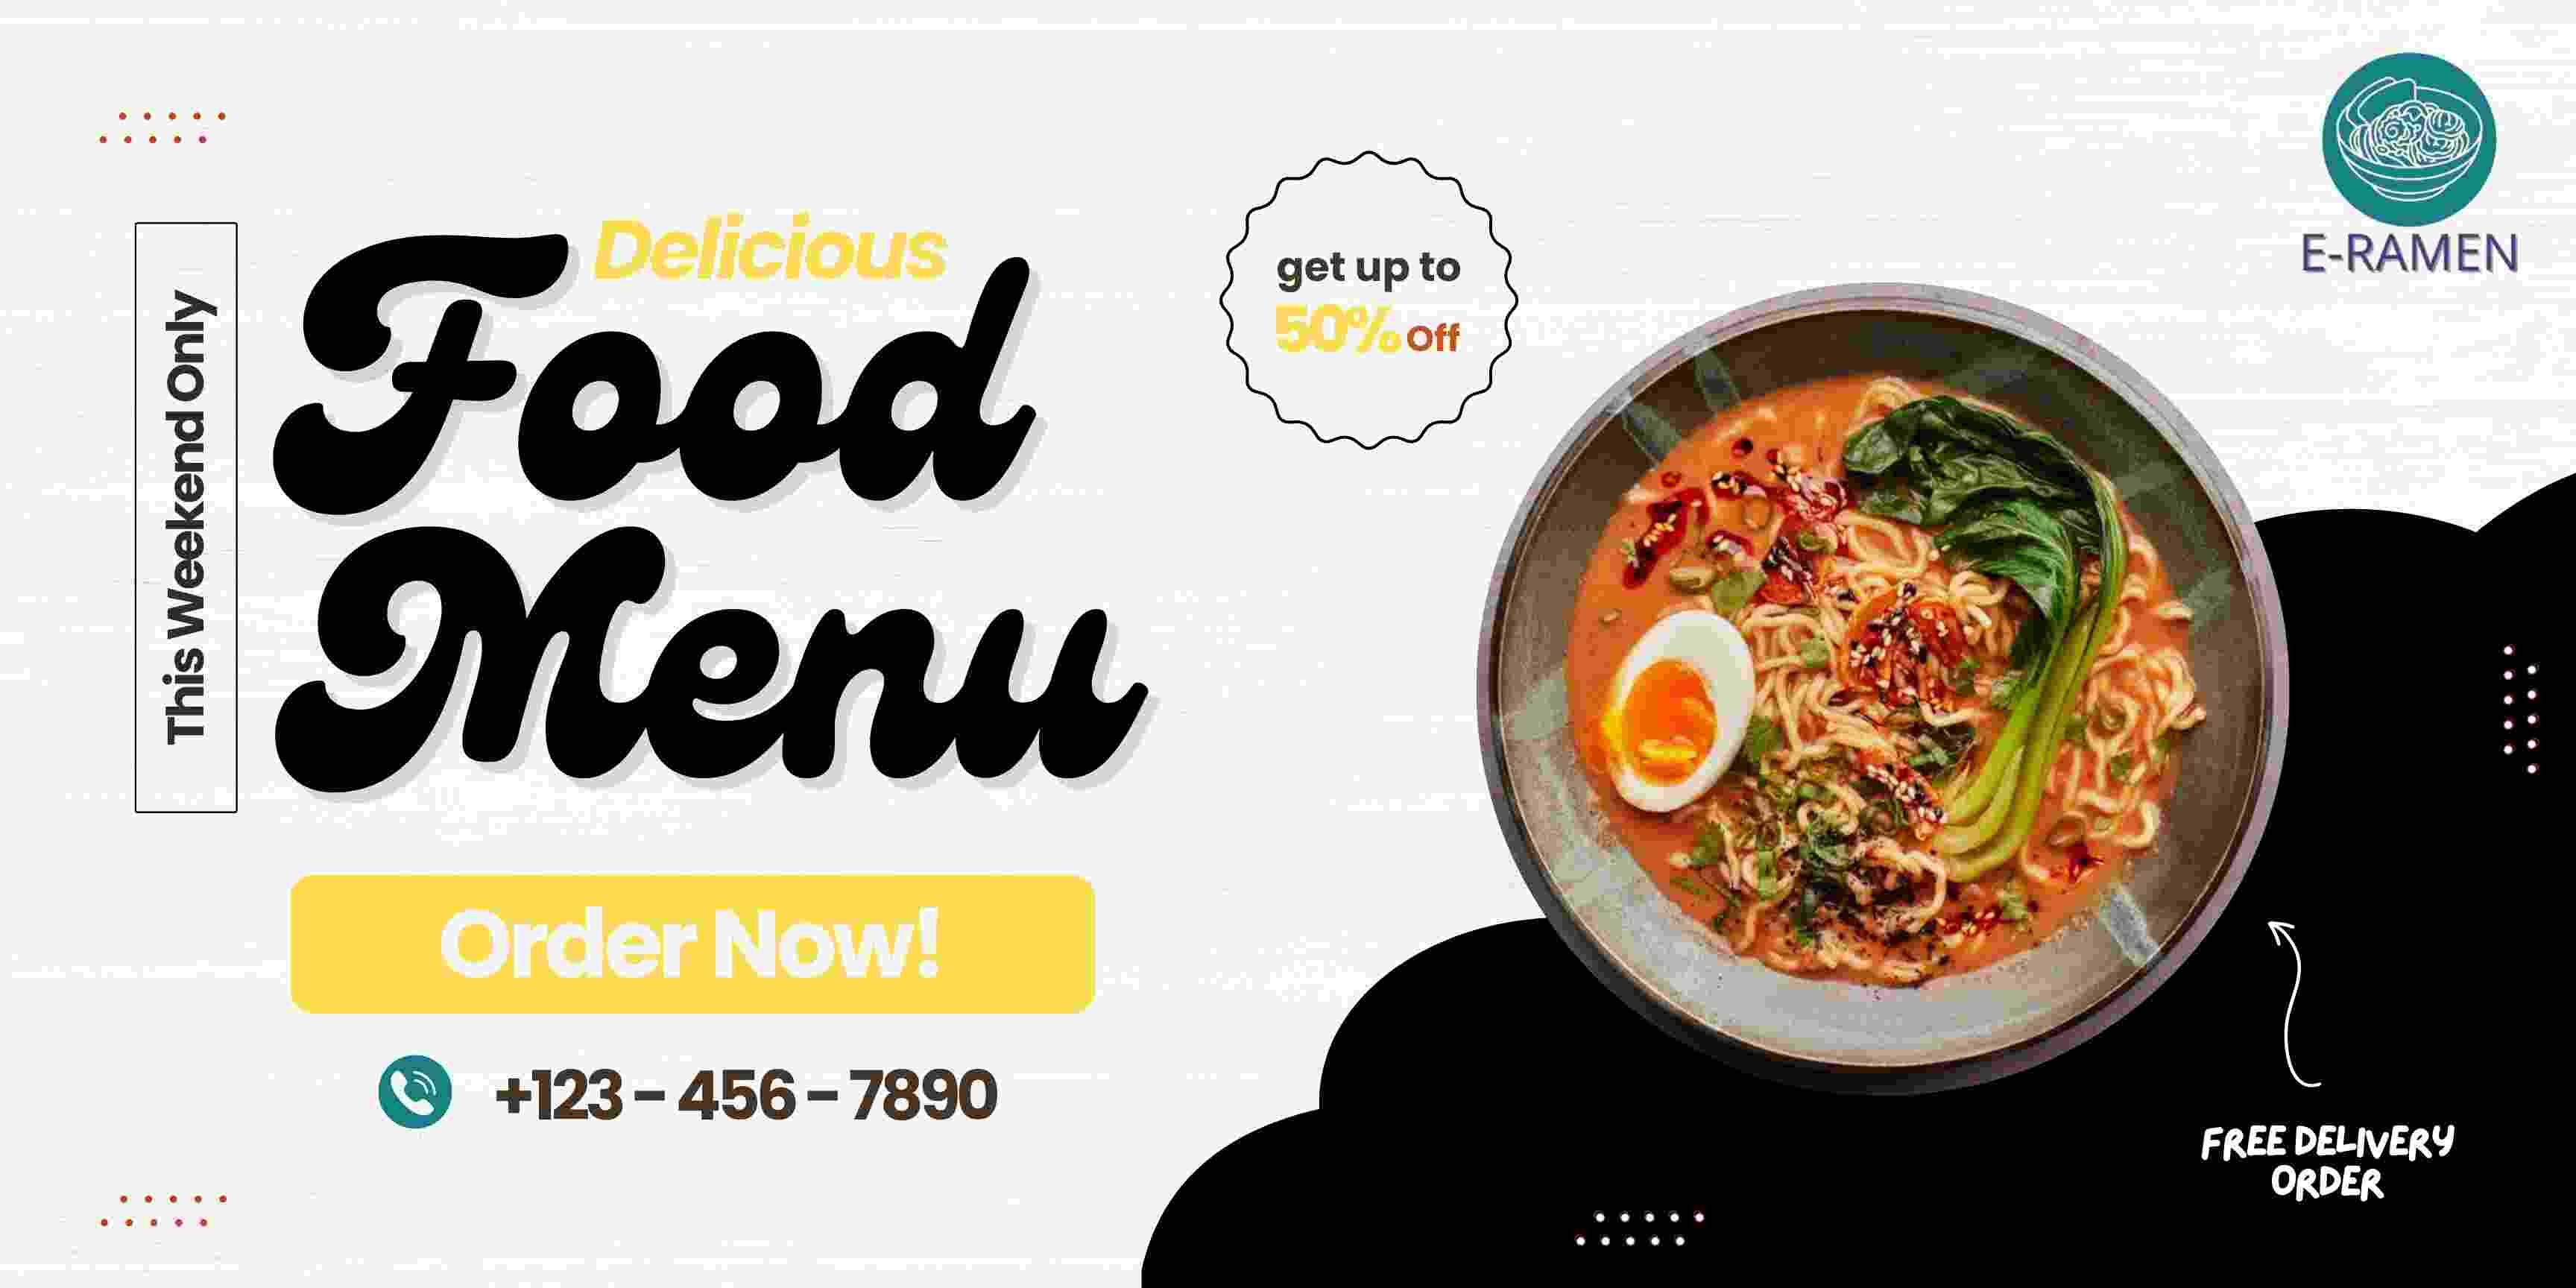 This Weekend Only
Delicious
Food
Menu
get up to
50% Off
E-RAMEN
Order Now!
+123 – 456 – 7890
FREE DELIVERY
ORDER